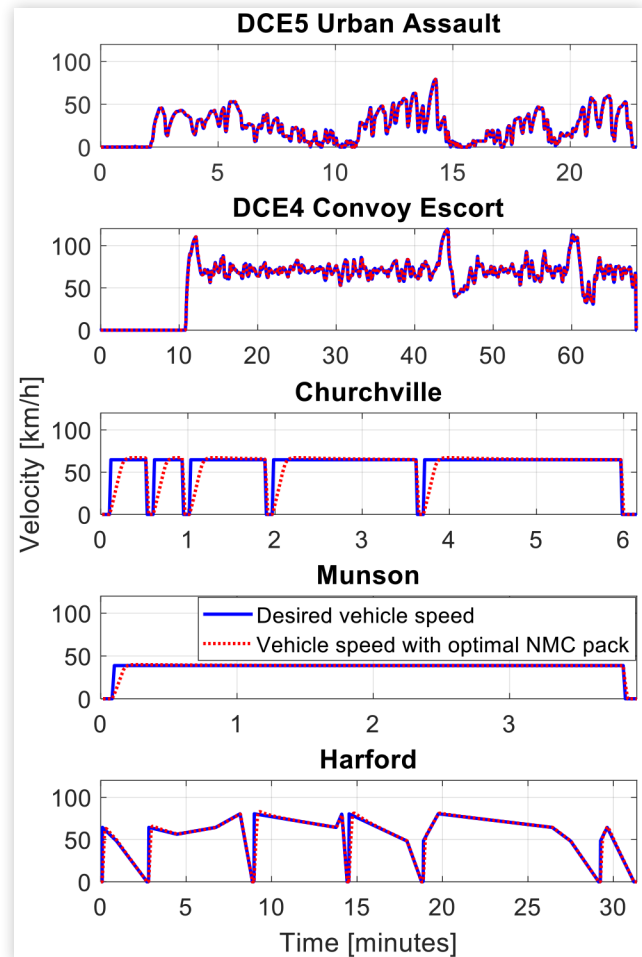 DCE5 Urban Assault
100
50
0
0 5 10 15 20
DCE4 Convoy Escort
100
50
0
0 10 20 30 40 50 60
Churchville
100
50
0
0 1 2 3 4 5 6
Velocity [km/h]
Munson
100
50
0
Desired vehicle speed
Vehicle speed with optimal NMC pack
0 1 2 3
Harford
100
50
0
0 5 10 15 20 25 30
Time [minutes]